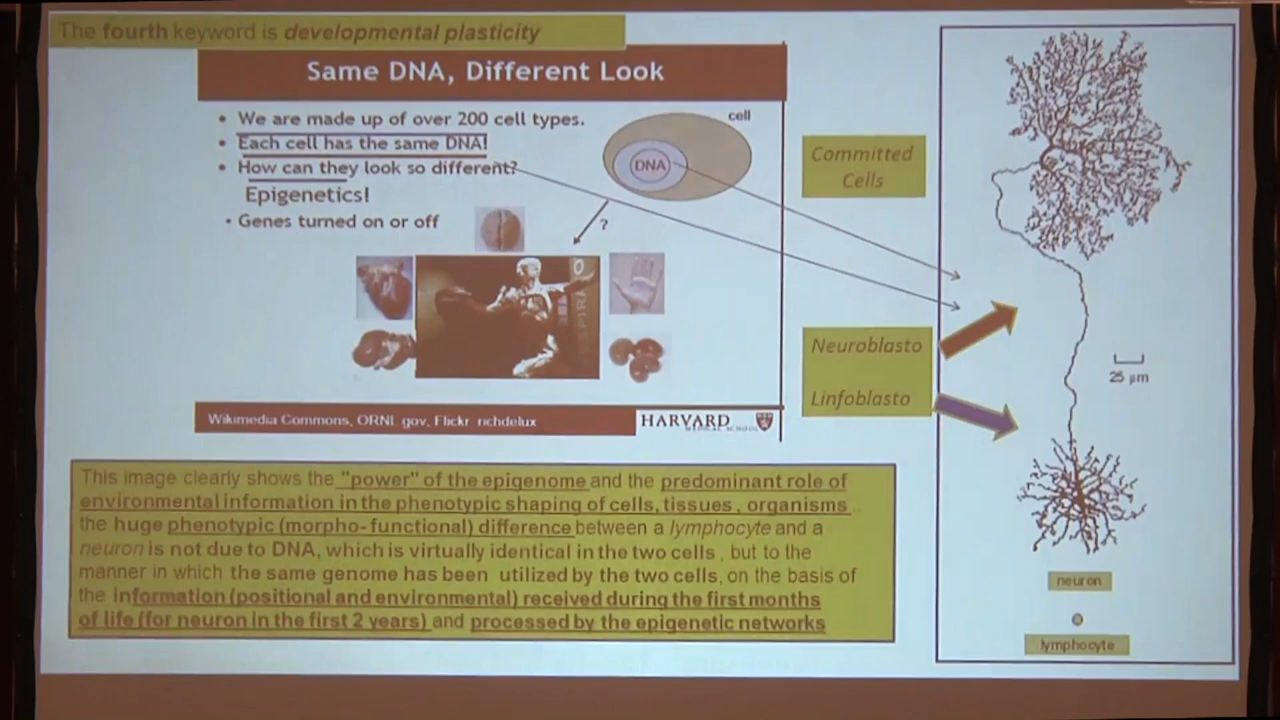 The fourth keyword is developmental plasticity
Same DNA, Different Look
• We are made up of over 200 cell types.
• Each cell has the same DNA!
• How can they look so different?
Epigenetics!
• Genes turned on or off
cell
DNA
?
Wikimedia Commons, ORNL gov, Flickr richdelux
HARVARD
MEDICAL SCHOOL
Committed
Cells
Neuroblasto
Linfoblasto
25 µm
neuron
lymphocyte
This image clearly shows the "power" of the epigenome and the predominant role of
environmental information in the phenotypic shaping of cells, tissues , organisms ..
the huge phenotypic (morpho-functional) difference between a lymphocyte and a
neuron is not due to DNA, which is virtually identical in the two cells , but to the
manner in which the same genome has been utilized by the two cells, on the basis of
the information (positional and environmental) received during the first months
of life (for neuron in the first 2 years) and processed by the epigenetic networks